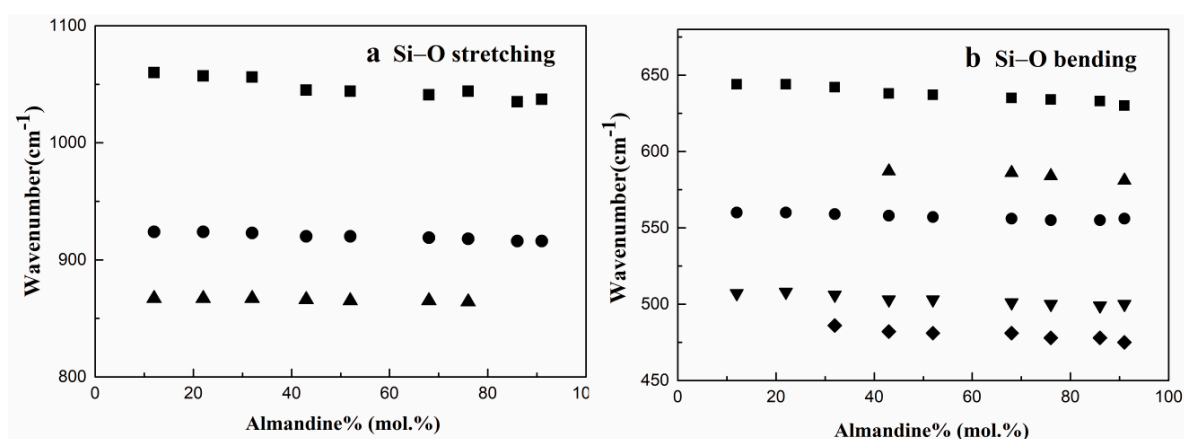 a Si–O stretching
Wavenumber(cm-1)
1100
1000
900
800
0 20 40 60 80 10
Almandine% (mol.%)
b Si–O bending
Wavenumber(cm-1)
650
600
550
500
450
0 20 40 60 80 100
Almandine% (mol.%)